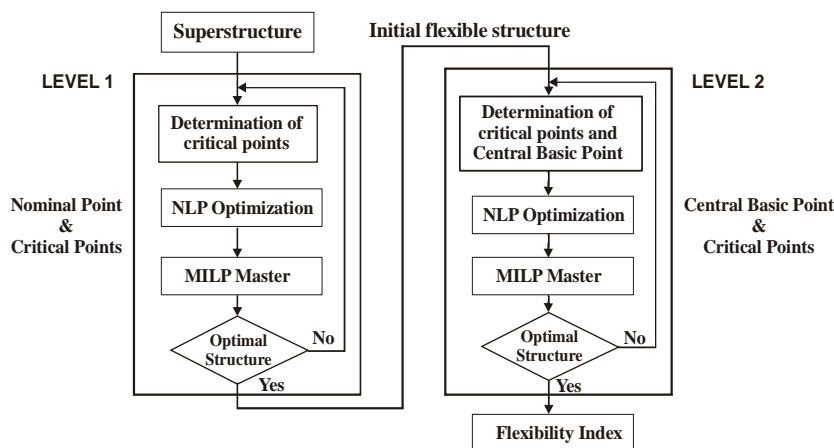 Superstructure
Initial flexible structure
LEVEL 1
LEVEL 2
Determination of
critical points
NLP Optimization
MILP Master
Optimal
Structure
No
Yes
Nominal Point
&
Critical Points
Determination of
critical points and
Central Basic Point
NLP Optimization
MILP Master
Optimal
Structure
No
Yes
Central Basic Point
&
Critical Points
Flexibility Index